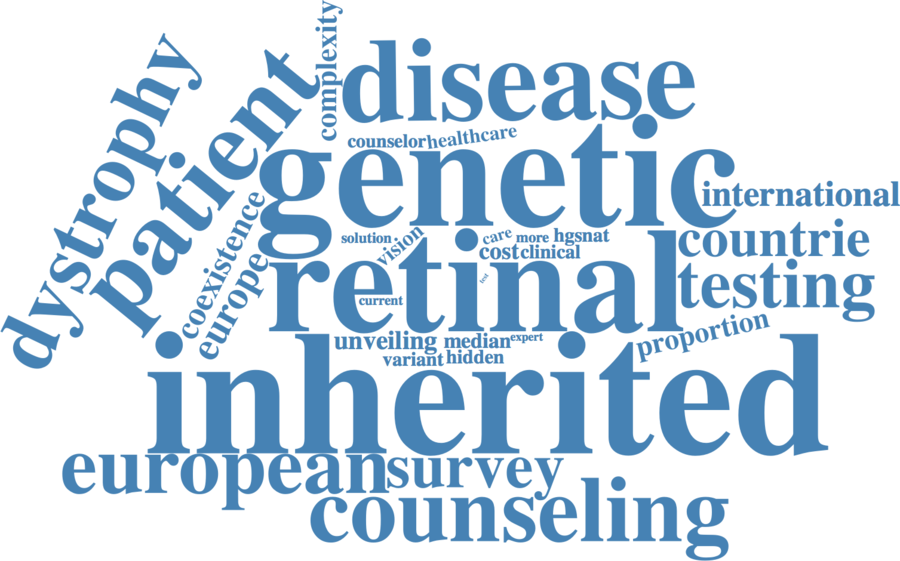 complexity
disease
dystrophy
patient
counselor
healthcare
genetic
international
coexistence
europe
solution
vision
care
more
hgsnat
cost
clinical
countrie
retinal
test
testing
current
proportion
unveiling
median
expert
variant
hidden
inherited
european
survey
counseling